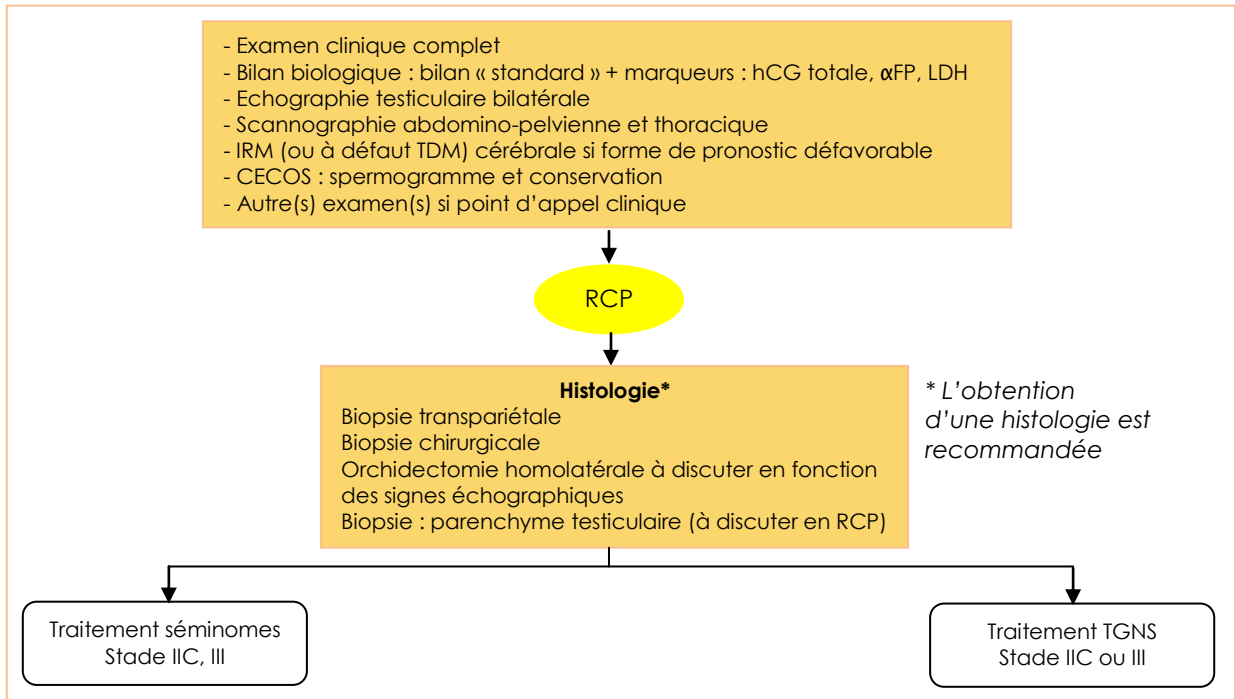 - Examen clinique complet
- Bilan biologique : bilan « standard » + marqueurs : hCG totale, αFP, LDH
- Echographie testiculaire bilatérale
- Scannographie abdomino-pelvienne et thoracique
- IRM (ou à défaut TDM) cérébrale si forme de pronostic défavorable
- CECOS : spermogramme et conservation
- Autre(s) examen(s) si point d'appel clinique
RCP
Histologie*
Biopsie transpariétale
Biopsie chirurgicale
Orchidectomie homolatérale à discuter en fonction
des signes échographiques
Biopsie : parenchyme testiculaire (à discuter en RCP)
* L'obtention
d'une histologie est
recommandée
Traitement séminomes
Stade IIC, III
Traitement TGNS
Stade IIC ou III